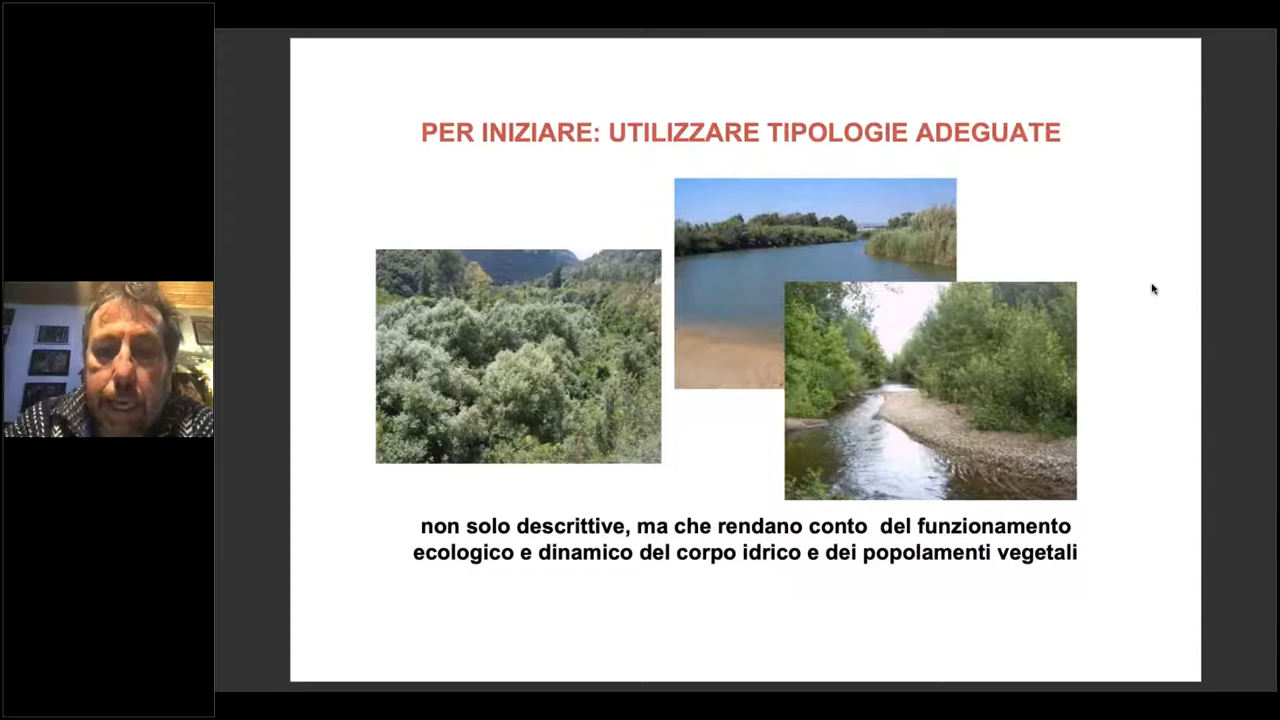 PER INIZIARE: UTILIZZARE TIPOLOGIE ADEGUATE
non solo descrittive, ma che rendano conto del funzionamento
ecologico e dinamico del corpo idrico e dei popolamenti vegetali